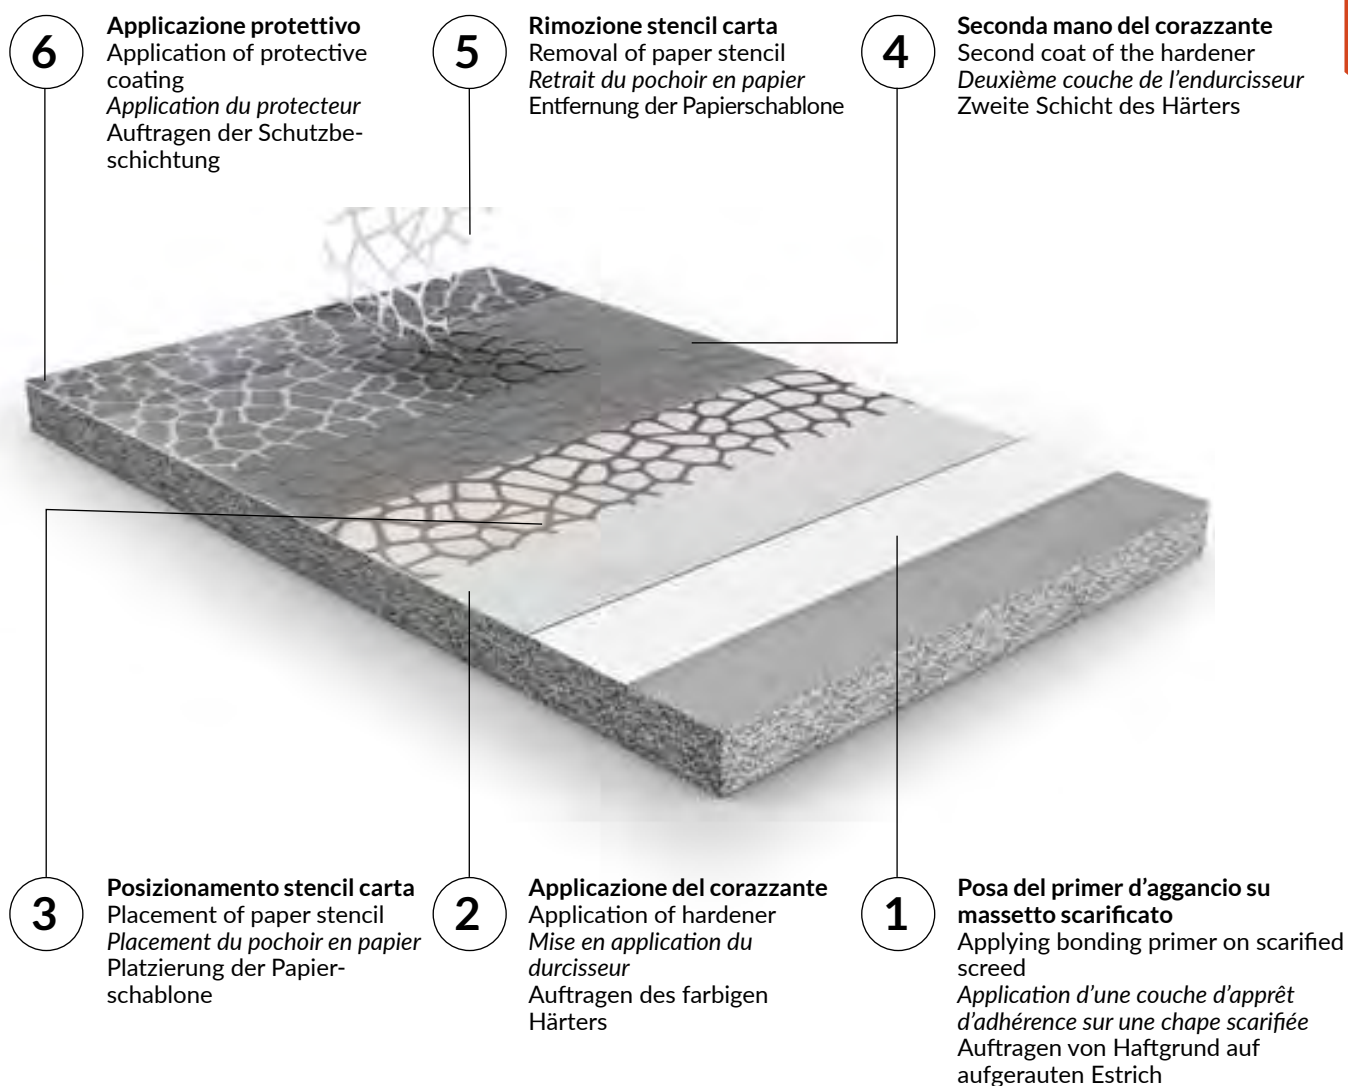 6
Applicazione protettivo
Application of protective
coating
Application du protecteur
Auftragen der Schutzbe-
schichtung
5
Rimozione stencil carta
Removal of paper stencil
Retrait du pochoir en papier
Entfernung der Papierschablone
4
Seconda mano del corazzante
Second coat of the hardener
Deuxième couche de l’endurcisseur
Zweite Schicht des Härters
3
Posizionamento stencil carta
Placement of paper stencil
Placement du pochoir en papier
Platzierung der Papier-
schablone
2
Applicazione del corazzante
Application of hardener
Mise en application du
durcisseur
Auftragen des farbigen
Härters
1
Posa del primer d’aggancio su
massetto scarificato
Applying bonding primer on scarified
screed
Application d’une couche d’apprêt
d’adhérence sur une chape scarifiée
Auftragen von Haftgrund auf
aufgerauten Estrich